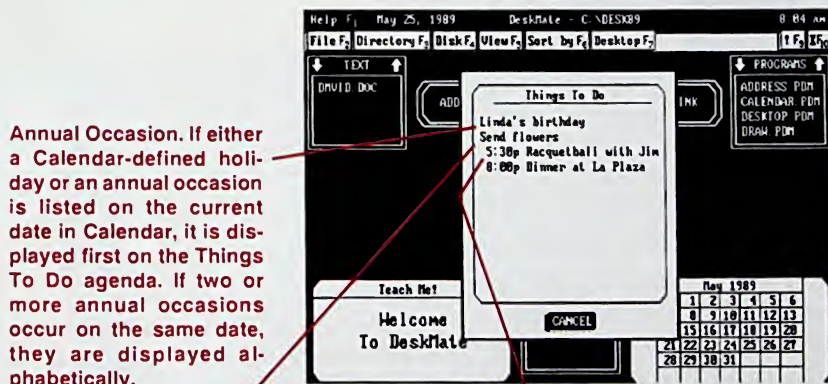 Help F1 May 25, 1989 DeskMate - C:\DESK89 8:04 AM
File F2 Directory F3 Disk F4 View F5 Sort by F6 Desktop F7 ↑F9 ⌧F10
TEXT
PROGRAMS
DMVID.DOC
ADDRESS.PDM
CALENDAR.PDM
DESKTOP.PDM
DRAW.PDM
ADD
INK
Things To Do
Linda's birthday
Send flowers
5:30p Racquetball with Jim
8:00p Dinner at La Plaza
CANCEL
Annual Occasion. If either
a Calendar-defined holi-
day or an annual occasion
is listed on the current
date in Calendar, it is dis-
played first on the Things
To Do agenda. If two or
more annual occasions
occur on the same date,
they are displayed al-
phabetically.
Teach Me!
Welcome
To DeskMate
May 1989
1 2 3 4 5 6
8 9 10 11 12 13
15 16 17 18 19 20
21 22 23 24 25 26 27
28 29 30 31